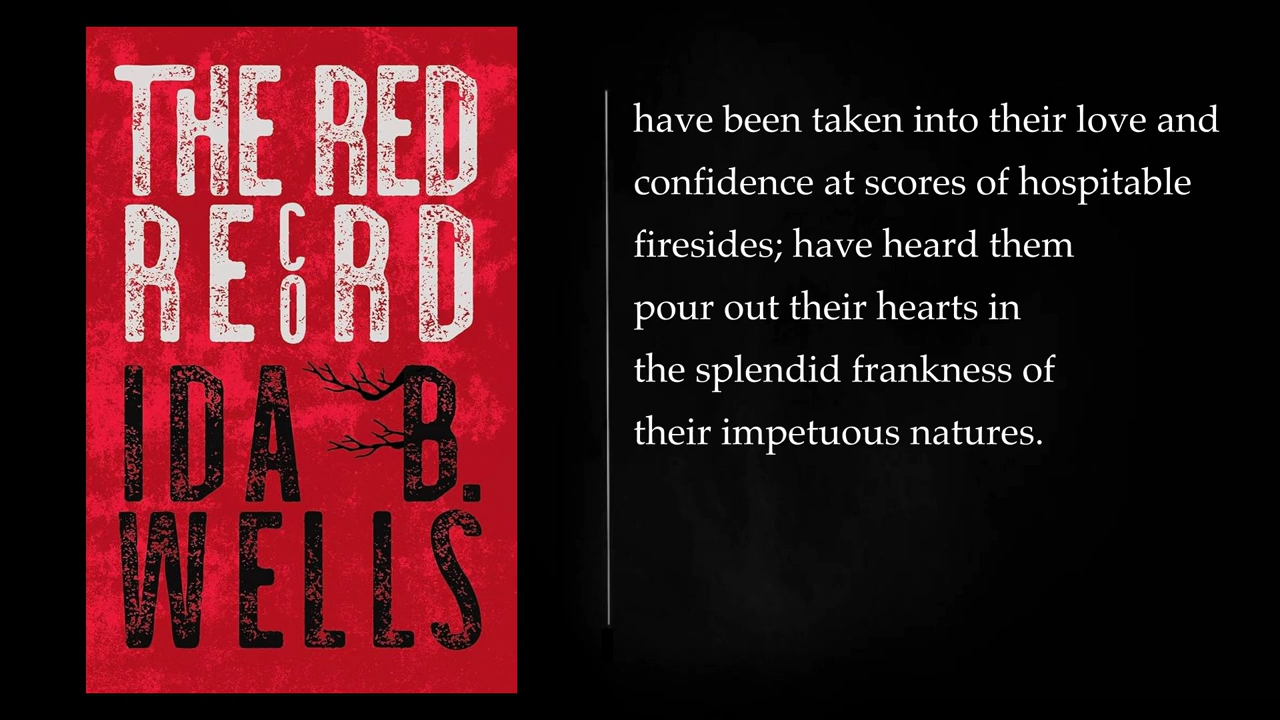 THE RED
RECORD
IDA B.
WELLS
have been taken into their love and
confidence at scores of hospitable
firesides; have heard them
pour out their hearts in
the splendid frankness of
their impetuous natures.